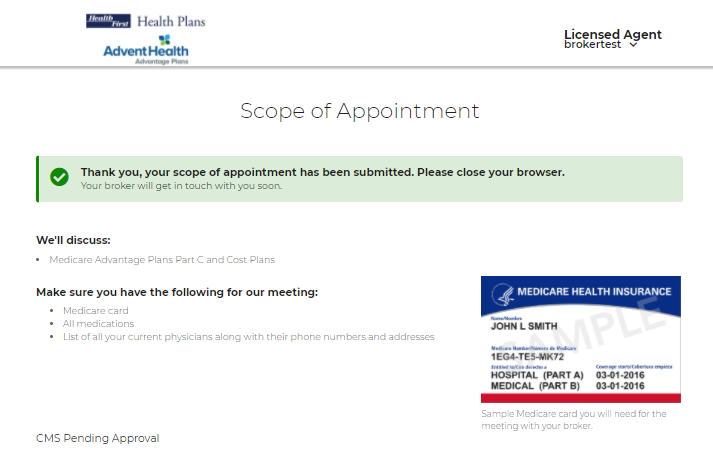 Health First Health Plans
AdventHealth
Advantage Plans
Licensed Agent
brokertest
Scope of Appointment
Thank you, your scope of appointment has been submitted. Please close your browser.
Your broker will get in touch with you soon.
We'll discuss:
• Medicare Advantage Plans Part C and Cost Plans
Make sure you have the following for our meeting:
• Medicare card
• All medications
• List of all your current physicians along with their phone numbers and addresses
MEDICARE HEALTH INSURANCE
Name/Nombre
JOHN L SMITH
SAMPLE
Medicare Number/Número de Medicare
1EG4-TE5-MK72
Entitled to/Con derecho a Coverage starts/Cobertura empieza
HOSPITAL (PART A) 03-01-2016
MEDICAL (PART B) 03-01-2016
Sample Medicare card you will need for the
meeting with your broker.
CMS Pending Approval